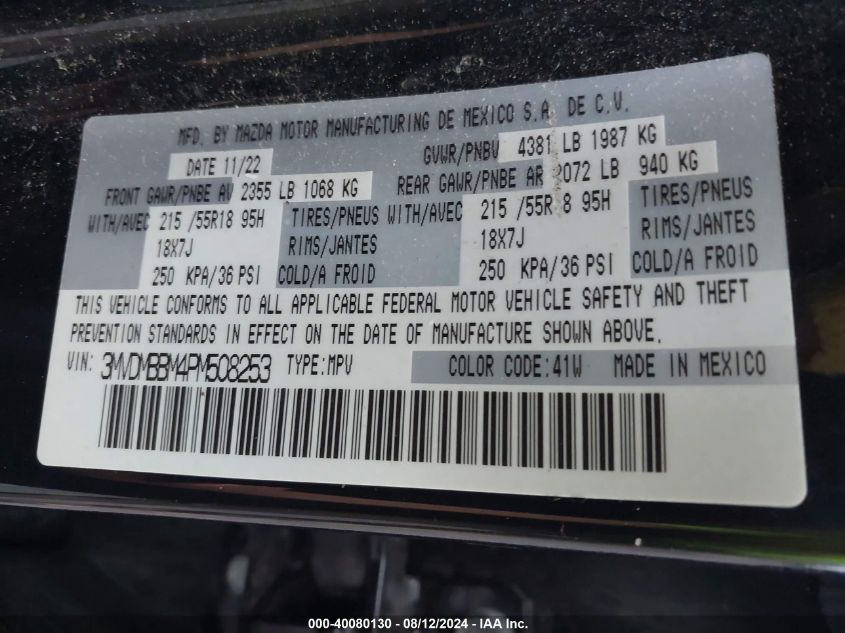 MFD. BY MAZDA MOTOR MANUFACTURING DE MEXICO S.A. DE C.V.
DATE 11/22 GVWR/PNBV 4381 LB 1987 KG
FRONT GAWR/PNBE AV 2355 LB 1068 KG REAR GAWR/PNBE AR 2072 LB 940 KG
WITH/AVEC 215 /55R18 95H TIRES/PNEUS WITH/AVEC 215 /55R 8 95H TIRES/PNEUS
18X7J RIMS/JANTES 18X7J RIMS/JANTES
250 KPA/36 PSI COLD/A FROID 250 KPA/36 PSI COLD/A FROID
THIS VEHICLE CONFORMS TO ALL APPLICABLE FEDERAL MOTOR VEHICLE SAFETY AND THEFT
PREVENTION STANDARDS IN EFFECT ON THE DATE OF MANUFACTURE SHOWN ABOVE.
VIN: 3MVDMBBM4PM508253 TYPE:MPV COLOR CODE:41W MADE IN MEXICO
000-40080130 - 08/12/2024 - IAA Inc.